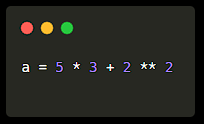 a = 5 * 3 + 2 ** 2